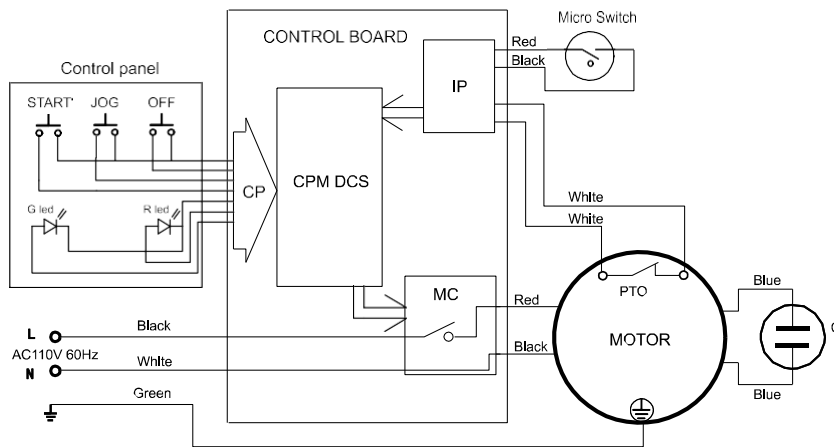 Micro Switch
CONTROL BOARD
Red
Black
IP
Control panel
START' JOG OFF
CPM DCS
CP
G led
R led
White
White
MC
PTO
Red
Blue
L
Black
AC110V 60Hz
Black
MOTOR
C
N
White
Green
Blue